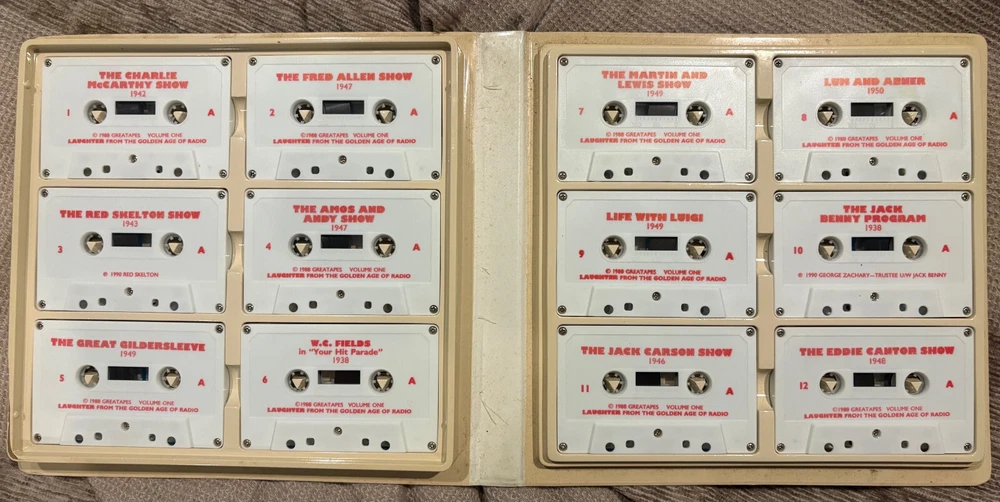 THE CHARLIE
McCARTHY SHOW
1942
1 A
©1988 GREATAPES VOLUME ONE
LAUGHTER FROM THE GOLDEN AGE OF RADIO
THE FRED ALLEN SHOW
1947
2 A
©1988 GREATAPES VOLUME ONE
LAUGHTER FROM THE GOLDEN AGE OF RADIO
THE RED SKELTON SHOW
1943
3 A
© 1990 RED SKELTON
THE AMOS AND
ANDY SHOW
1947
4 A
©1988 GREATAPES VOLUME ONE
LAUGHTER FROM THE GOLDEN AGE OF RADIO
THE GREAT GILDERSLEEVE
1949
5 A
©1988 GREATAPES VOLUME ONE
LAUGHTER FROM THE GOLDEN AGE OF RADIO
W.C. FIELDS
in "Your Hit Parade"
1938
6 A
©1988 GREATAPES VOLUME ONE
LAUGHTER FROM THE GOLDEN AGE OF RADIO
THE MARTIN AND
LEWIS SHOW
1949
7 A
©1988 GREATAPES VOLUME ONE
LAUGHTER FROM THE GOLDEN AGE OF RADIO
LUM AND ABNER
1950
8 A
©1988 GREATAPES VOLUME ONE
LAUGHTER FROM THE GOLDEN AGE OF RADIO
LIFE WITH LUIGI
1949
9 A
©1988 GREATAPES VOLUME ONE
LAUGHTER FROM THE GOLDEN AGE OF RADIO
THE JACK
BENNY PROGRAM
1938
10 A
© 1990 GEORGE ZACHARY—TRUSTEE U/W JACK BENNY
THE JACK CARSON SHOW
1946
11 A
©1988 GREATAPES VOLUME ONE
LAUGHTER FROM THE GOLDEN AGE OF RADIO
THE EDDIE CANTOR SHOW
1948
12 A
©1988 GREATAPES VOLUME ONE
LAUGHTER FROM THE GOLDEN AGE OF RADIO